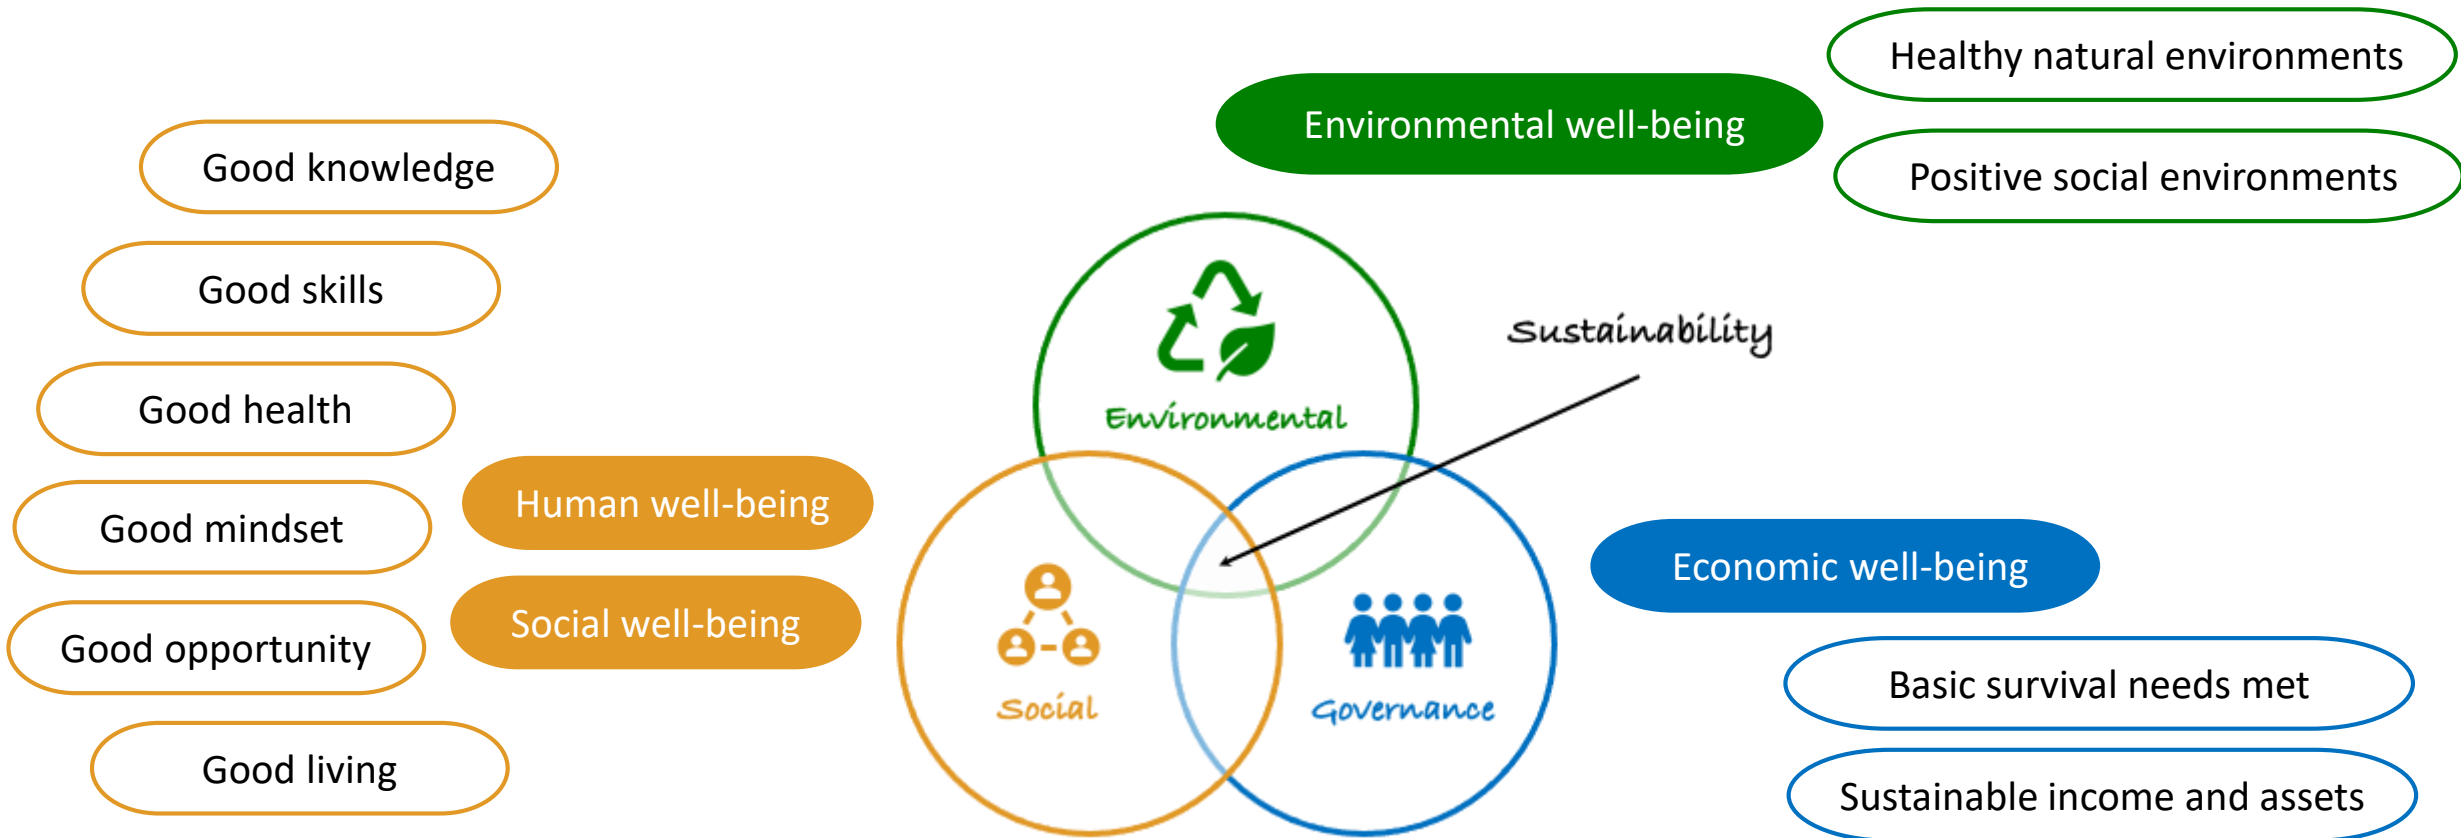 Healthy natural environments
Environmental well-being
Positive social environments
Good knowledge
Good skills
Good health
Good mindset
Good opportunity
Good living
Human well-being
Social well-being
Environmental
Sustainability
Social
Governance
Economic well-being
Basic survival needs met
Sustainable income and assets